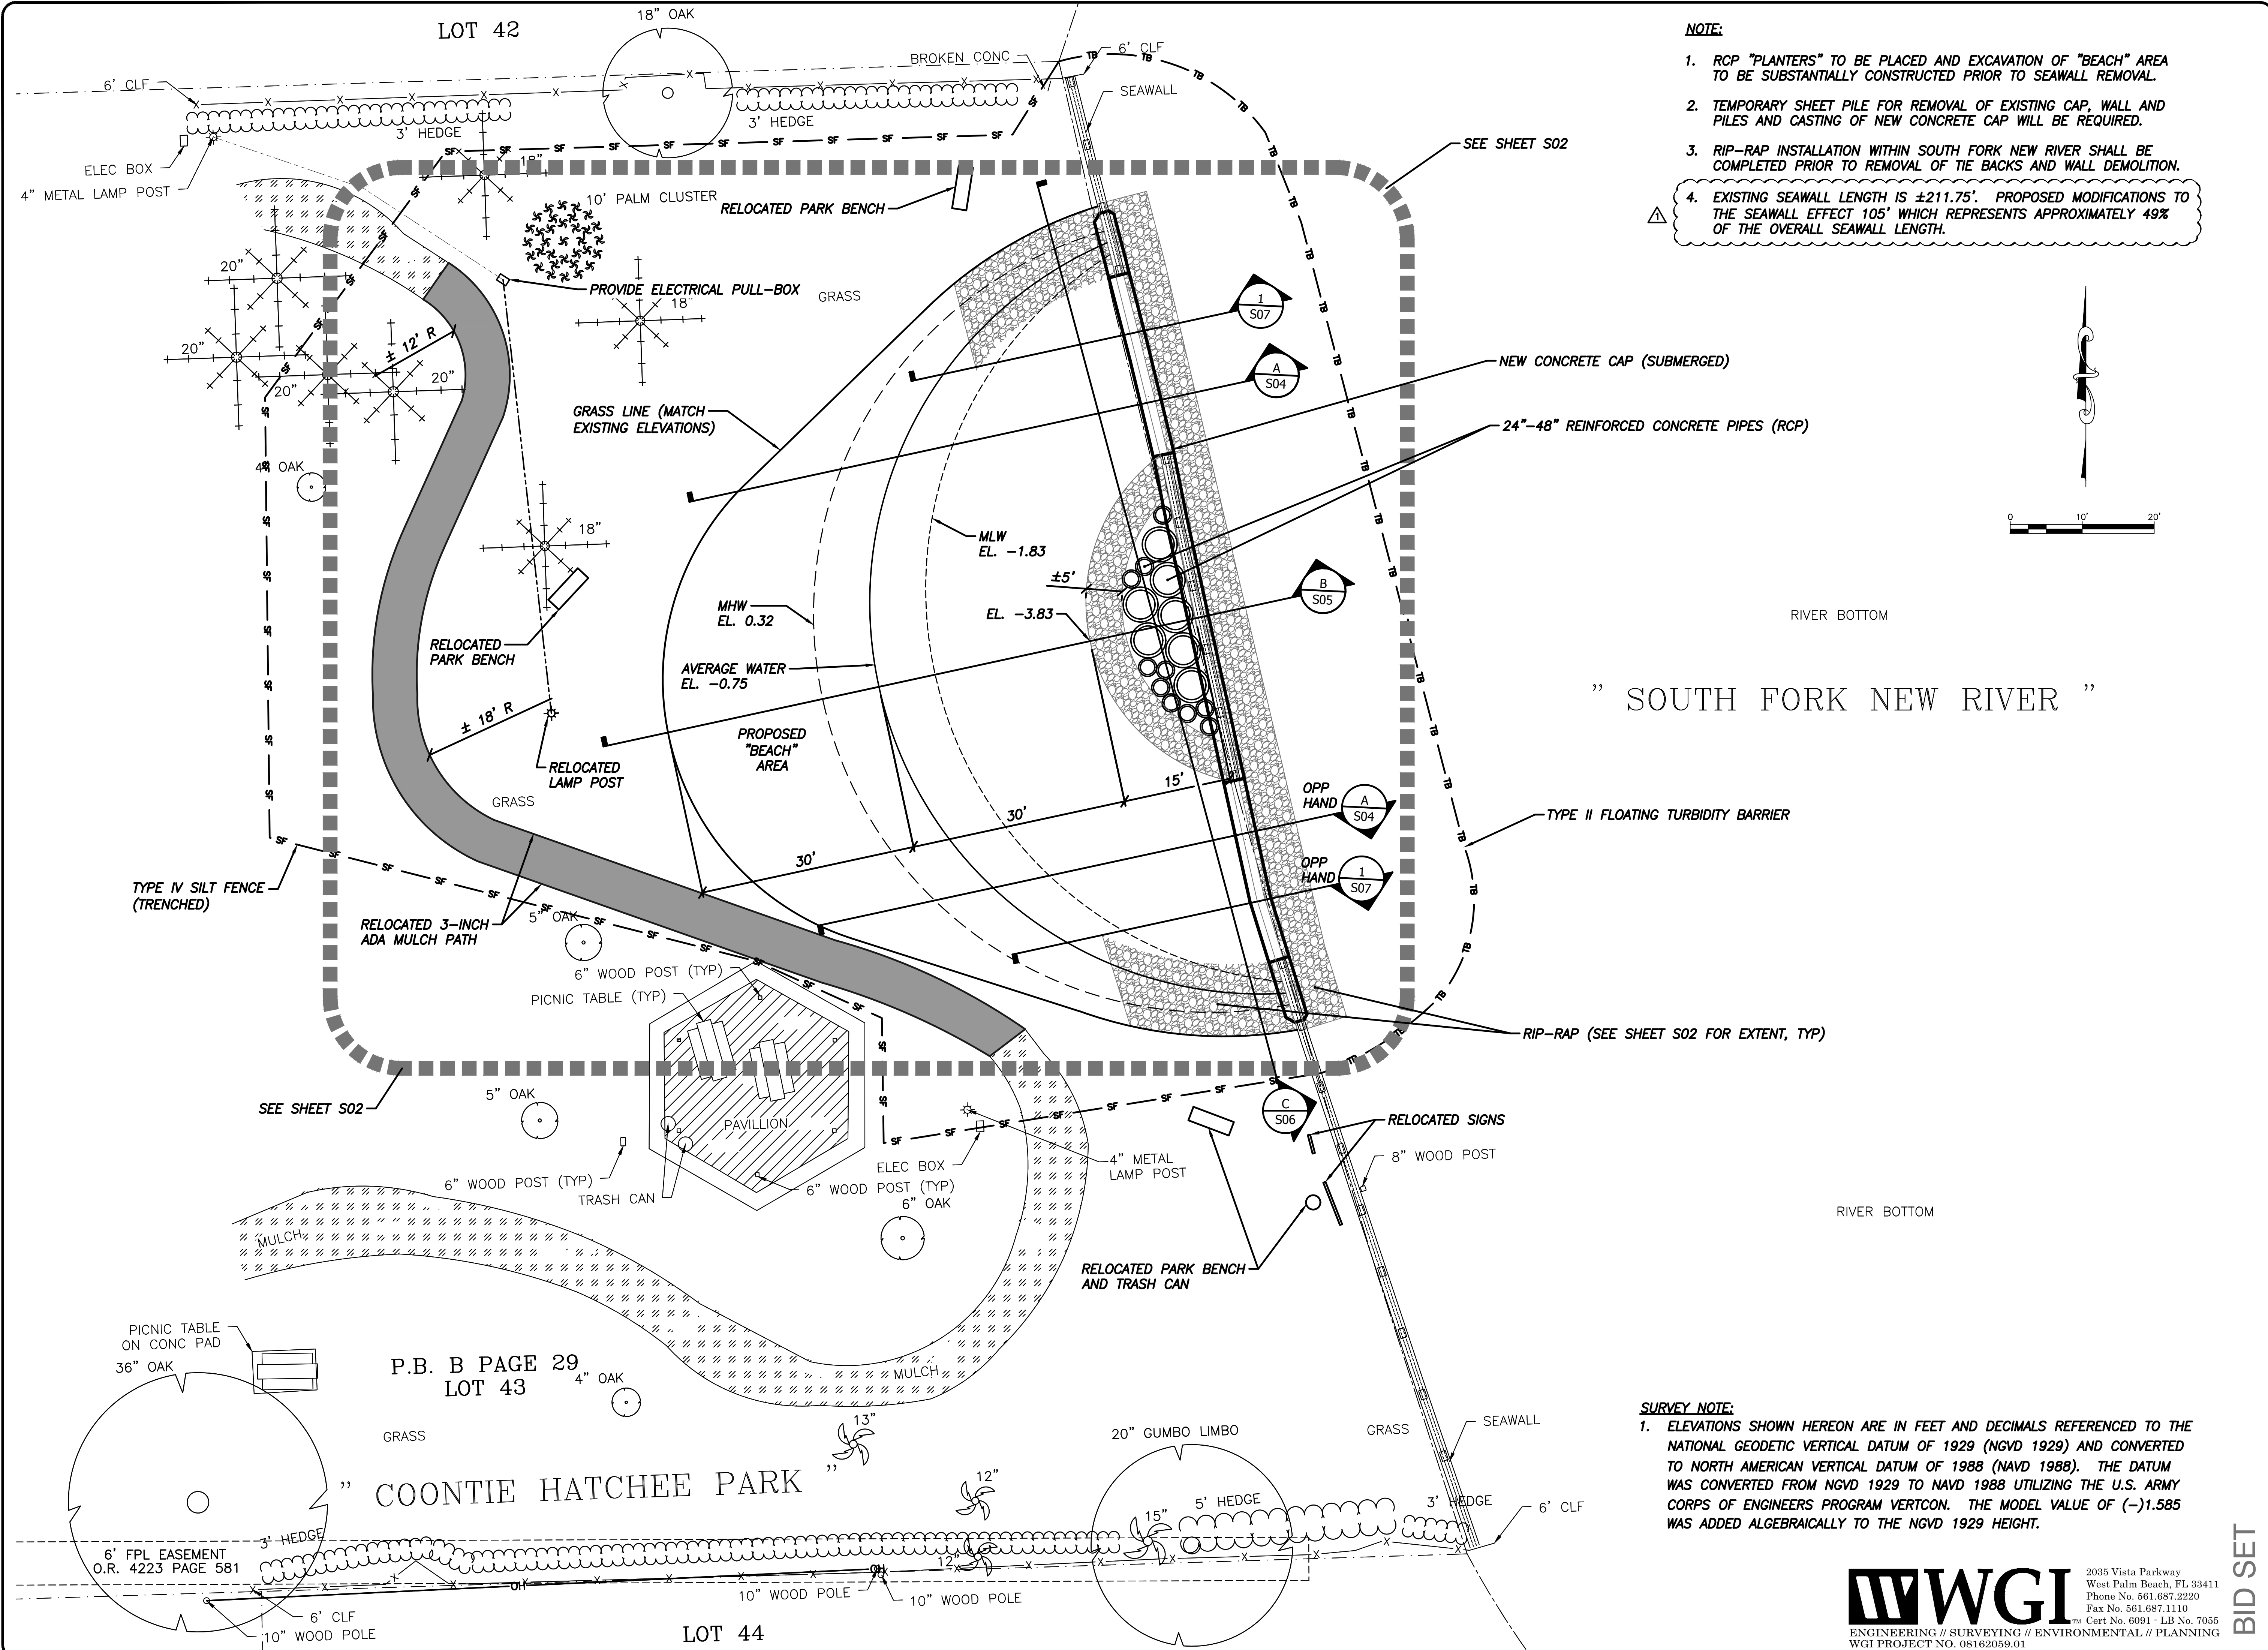 LOT 42
18" OAK
6' CLF
BROKEN CONC
6' CLF
SEAWALL
3' HEDGE
3' HEDGE
ELEC BOX
4" METAL LAMP POST
18"
10' PALM CLUSTER
RELOCATED PARK BENCH
SEE SHEET S02
NOTE:
1. RCP "PLANTERS" TO BE PLACED AND EXCAVATION OF "BEACH" AREA
TO BE SUBSTANTIALLY CONSTRUCTED PRIOR TO SEAWALL REMOVAL.
2. TEMPORARY SHEET PILE FOR REMOVAL OF EXISTING CAP, WALL AND
PILES AND CASTING OF NEW CONCRETE CAP WILL BE REQUIRED.
3. RIP-RAP INSTALLATION WITHIN SOUTH FORK NEW RIVER SHALL BE
COMPLETED PRIOR TO REMOVAL OF TIE BACKS AND WALL DEMOLITION.
4. EXISTING SEAWALL LENGTH IS ±211.75'. PROPOSED MODIFICATIONS TO
THE SEAWALL EFFECT 105' WHICH REPRESENTS APPROXIMATELY 49%
OF THE OVERALL SEAWALL LENGTH.
1
20"
PROVIDE ELECTRICAL PULL-BOX
GRASS
18"
1
S07
20"
± 12' R
20"
20"
A
S04
NEW CONCRETE CAP (SUBMERGED)
GRASS LINE (MATCH
EXISTING ELEVATIONS)
24"-48" REINFORCED CONCRETE PIPES (RCP)
4" OAK
18"
0 10' 20'
MLW
EL. -1.83
±5'
B
S05
MHW
EL. 0.32
EL. -3.83
RIVER BOTTOM
RELOCATED
PARK BENCH
AVERAGE WATER
EL. -0.75
" SOUTH FORK NEW RIVER "
± 18' R
PROPOSED
"BEACH"
AREA
RELOCATED
LAMP POST
GRASS
15'
30'
30'
OPP
HAND
A
S04
TYPE II FLOATING TURBIDITY BARRIER
OPP
HAND
1
S07
TYPE IV SILT FENCE
(TRENCHED)
RELOCATED 3-INCH
ADA MULCH PATH
5" OAK
6" WOOD POST (TYP)
PICNIC TABLE (TYP)
RIP-RAP (SEE SHEET S02 FOR EXTENT, TYP)
SEE SHEET S02
5" OAK
PAVILLION
C
S06
RELOCATED SIGNS
ELEC BOX
4" METAL
LAMP POST
8" WOOD POST
6" WOOD POST (TYP)
TRASH CAN
6" WOOD POST (TYP)
6" OAK
RIVER BOTTOM
MULCH
RELOCATED PARK BENCH
AND TRASH CAN
PICNIC TABLE
ON CONC PAD
36" OAK
P.B. B PAGE 29
LOT 43
4" OAK
MULCH
GRASS
13"
20" GUMBO LIMBO
GRASS
SEAWALL
" COONTIE HATCHEE PARK "
12"
15"
5' HEDGE
3' HEDGE
6' CLF
3' HEDGE
6' FPL EASEMENT
O.R. 4223 PAGE 581
OH
OH
12"
10" WOOD POLE
10" WOOD POLE
6' CLF
10" WOOD POLE
LOT 44
SURVEY NOTE:
1. ELEVATIONS SHOWN HEREON ARE IN FEET AND DECIMALS REFERENCED TO THE
NATIONAL GEODETIC VERTICAL DATUM OF 1929 (NGVD 1929) AND CONVERTED
TO NORTH AMERICAN VERTICAL DATUM OF 1988 (NAVD 1988). THE DATUM
WAS CONVERTED FROM NGVD 1929 TO NAVD 1988 UTILIZING THE U.S. ARMY
CORPS OF ENGINEERS PROGRAM VERTCON. THE MODEL VALUE OF (-)1.585
WAS ADDED ALGEBRAICALLY TO THE NGVD 1929 HEIGHT.
WGI
TM
2035 Vista Parkway
West Palm Beach, FL 33411
Phone No. 561.687.2220
Fax No. 561.687.1110
Cert No. 6091 - LB No. 7055
ENGINEERING // SURVEYING // ENVIRONMENTAL // PLANNING
WGI PROJECT NO. 08162059.01
BID SET